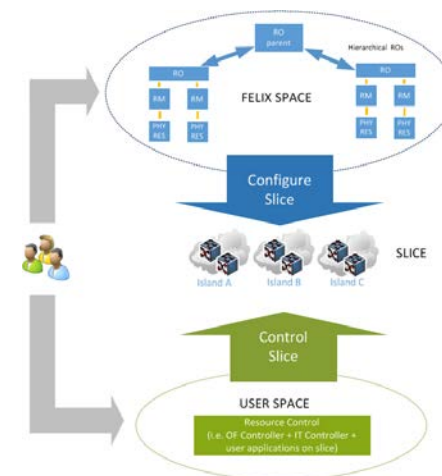 RO
parent
Hierarchical ROs
RO
RO
RM
RM
RM
RM
FELIX SPACE
PHY
RES
PHY
RES
PHY
RES
PHY
RES
Configure
Slice
SLICE
Island A
Island B
Island C
Control
Slice
USER SPACE
Resource Control
(i.e. OF Controller + IT Controller +
user applications on slice)